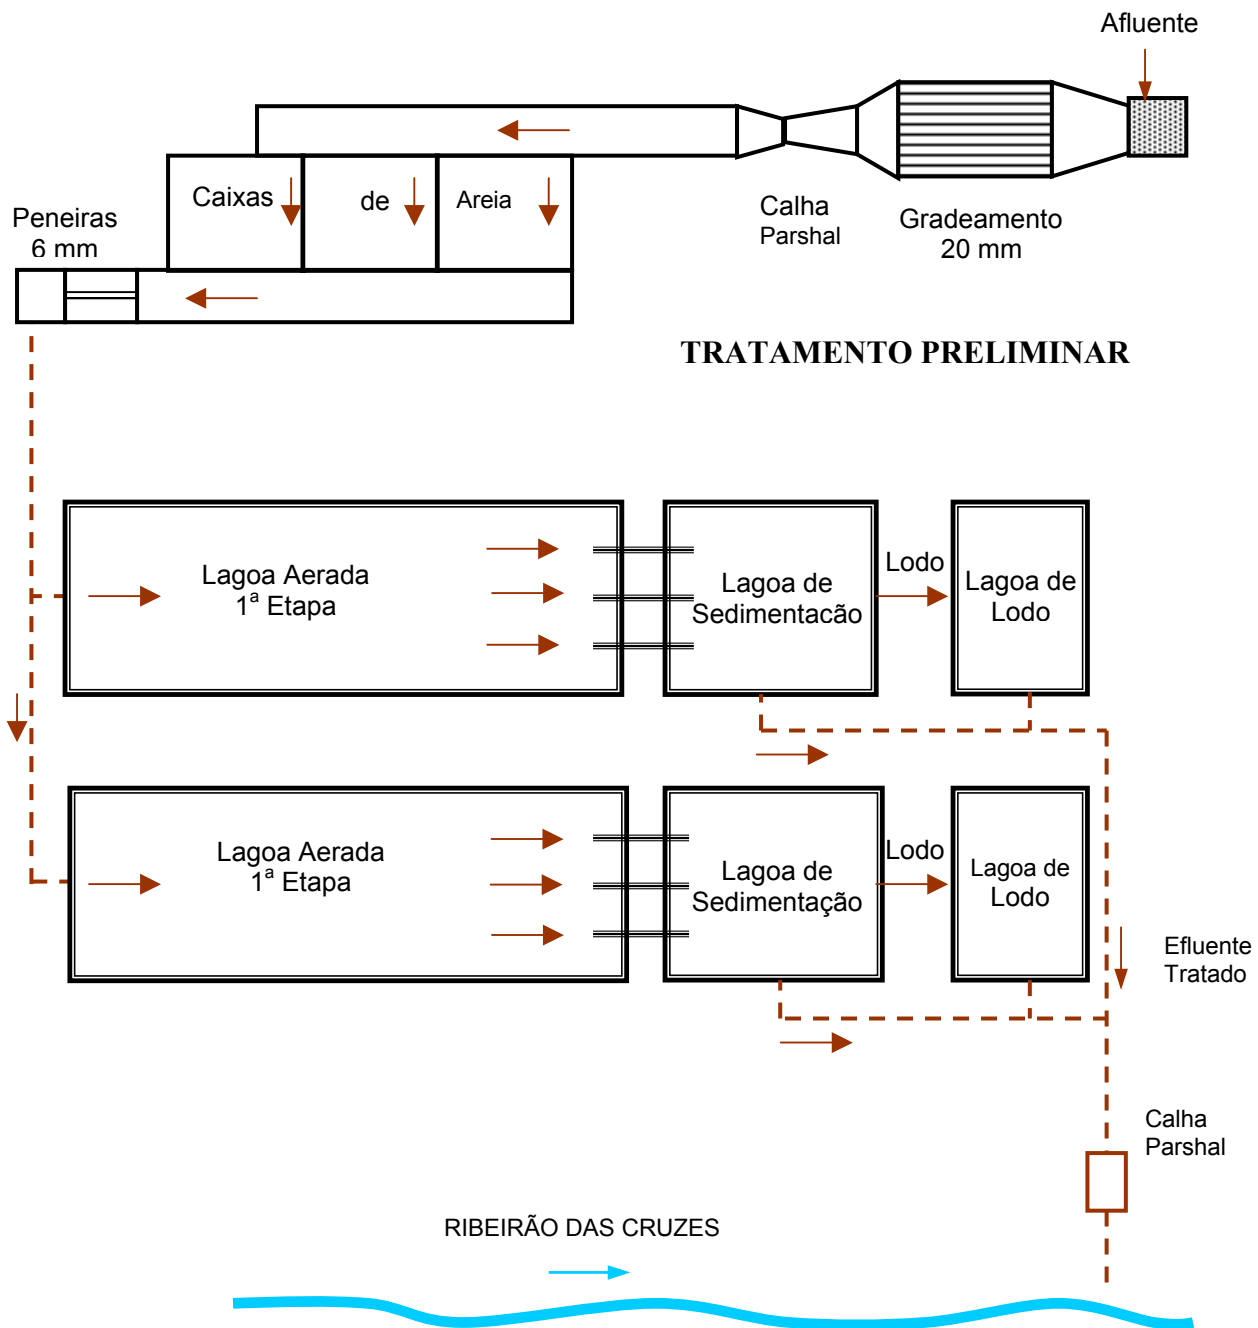 Afluente
Caixas de Areia
Peneiras
6 mm
Calha
Parshal
Gradeamento
20 mm
TRATAMENTO PRELIMINAR
Lagoa Aerada
1ª Etapa
Lagoa de
Sedimentacão
Lodo
Lagoa de
Lodo
Lagoa Aerada
1ª Etapa
Lagoa de
Sedimentação
Lodo
Lagoa de
Lodo
Efluente
Tratado
Calha
Parshal
RIBEIRÃO DAS CRUZES